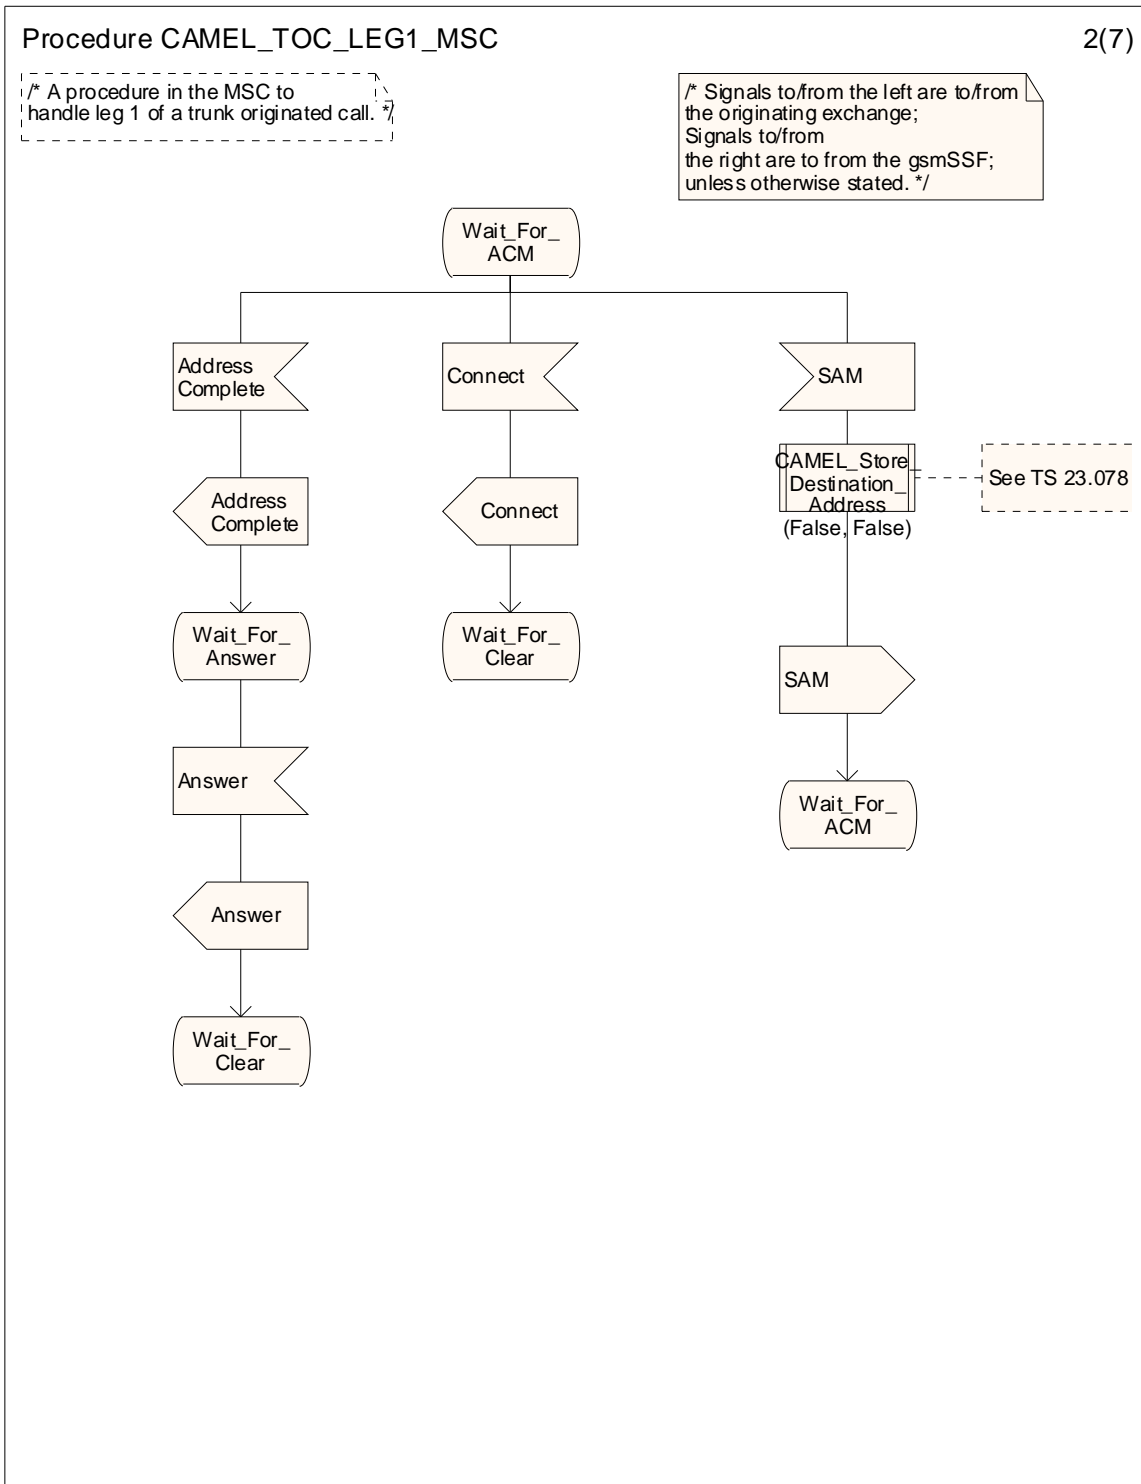 Procedure CAMEL_TOC_LEG1_MSC
2(7)
/* A procedure in the MSC to
handle leg 1 of a trunk originated call. */
/* Signals to/from the left are to/from
the originating exchange;
Signals to/from
the right are to from the gsmSSF;
unless otherwise stated. */
Wait_For_
ACM
Address
Complete
Connect
SAM
CAMEL_Store_
Destination_
Address
(False, False)
See TS 23.078
Address
Complete
Connect
Wait_For_
Answer
Wait_For_
Clear
SAM
Answer
Wait_For_
ACM
Answer
Wait_For_
Clear